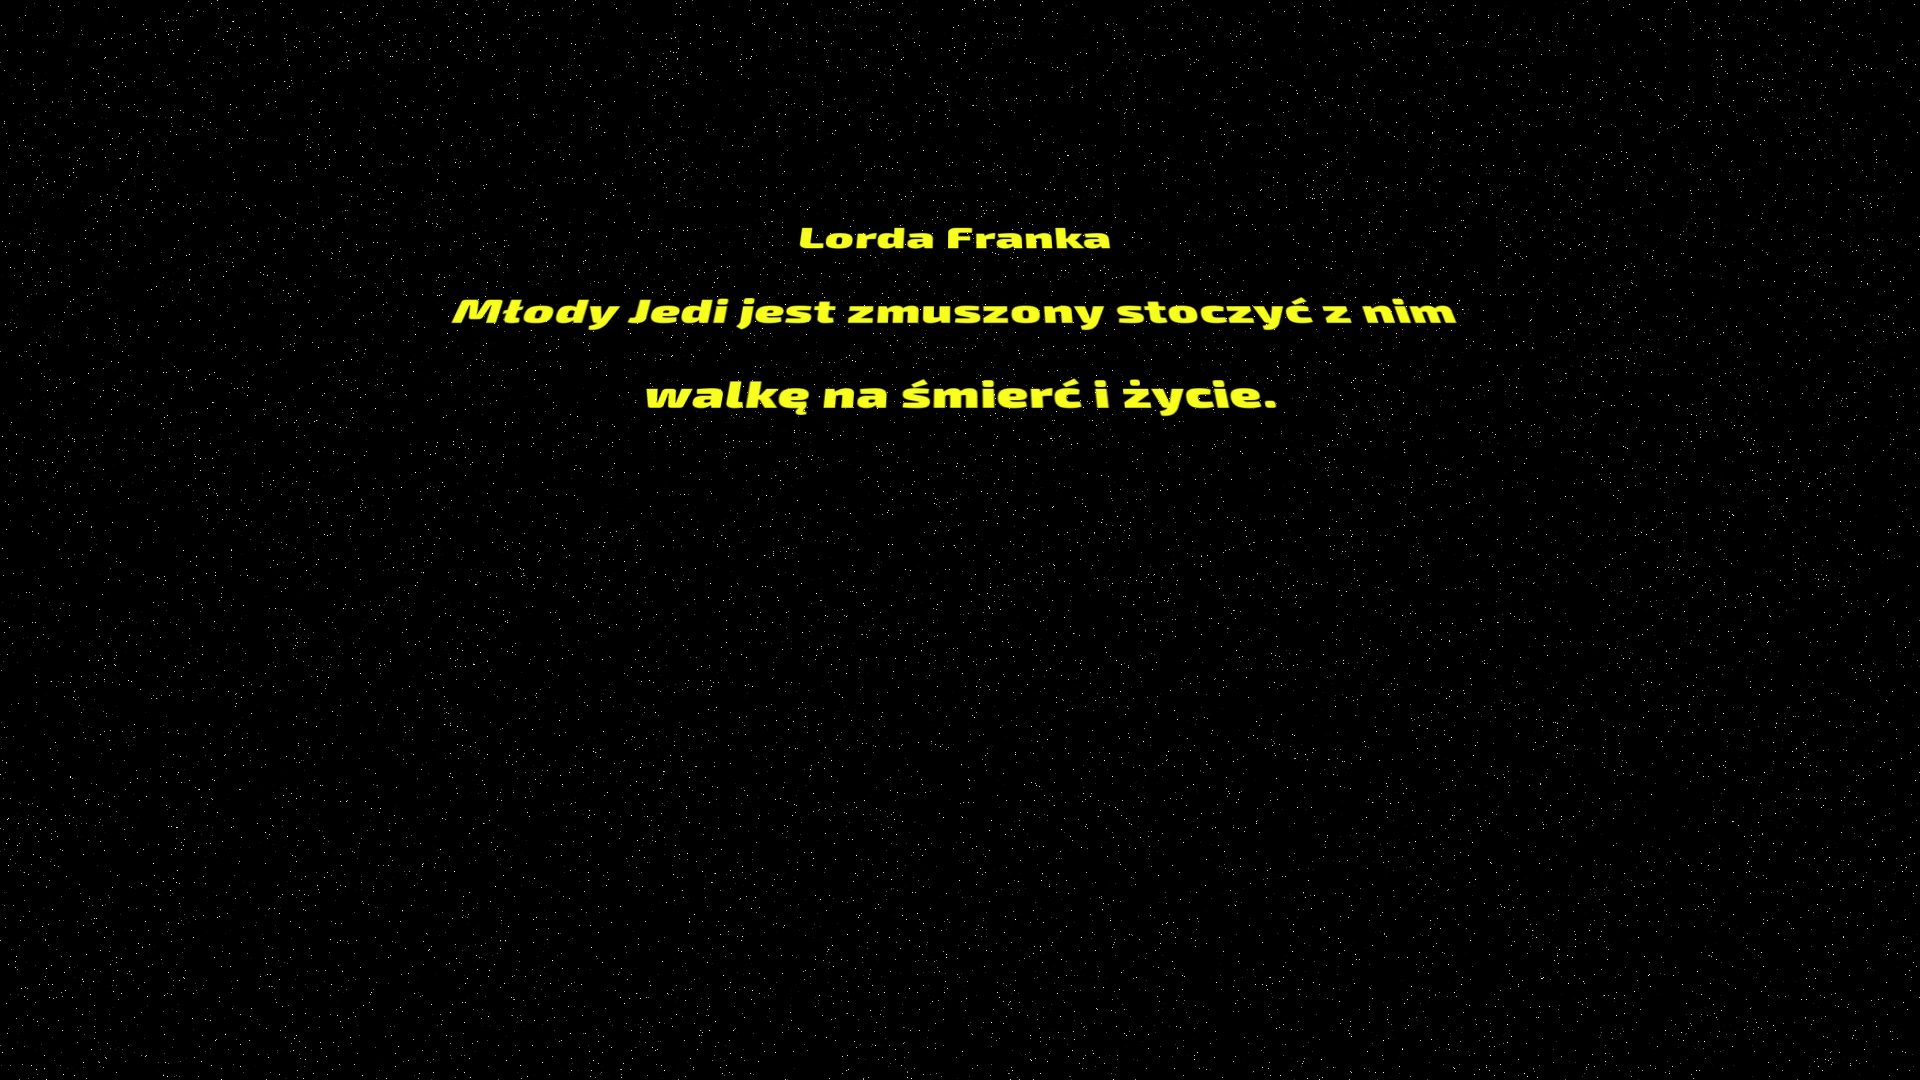 Lorda Franka
Młody Jedi jest zmuszony stoczyć z nim
walkę na śmierć i życie.